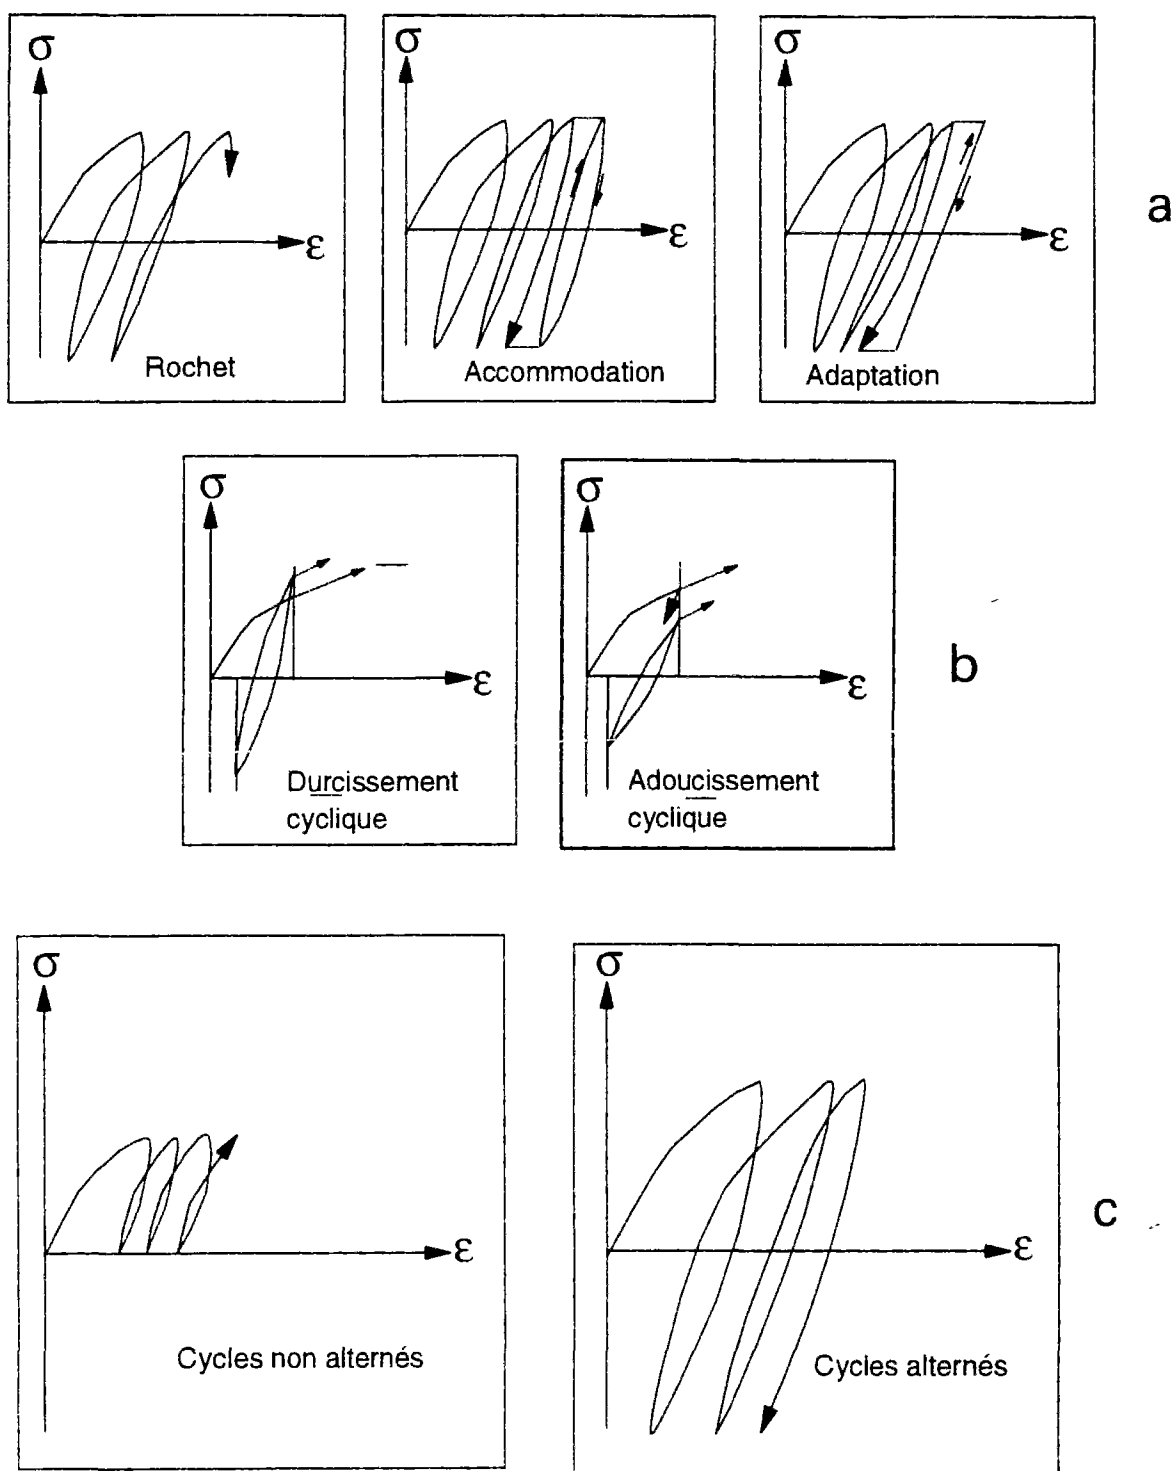 σ
ε
Rochet
σ
ε
Accommodation
σ
ε
Adaptation
a
σ
ε
Durcissement
cyclique
σ
ε
Adoucissement
cyclique
b
σ
ε
Cycles non alternés
σ
ε
Cycles alternés
c